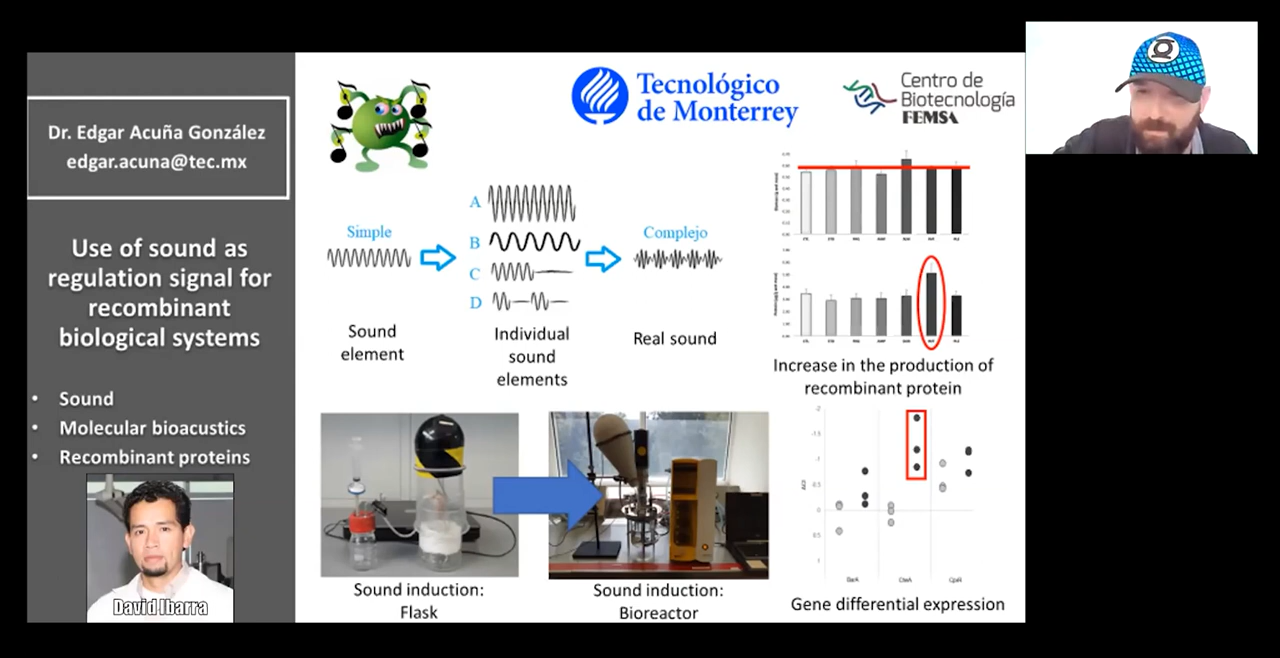 Dr. Edgar Acuña González
edgar.acuna@tec.mx
Use of sound as
regulation signal for
recombinant
biological systems
• Sound
• Molecular bioacustics
• Recombinant proteins
David Ibarra
Tecnológico
de Monterrey
Centro de
Biotecnología
FEMSA
Simple
A
B
C
D
Complejo
Sound
element
Individual
sound
elements
Real sound
Increase in the production of
recombinant protein
Sound induction:
Flask
Sound induction:
Bioreactor
Gene differential expression